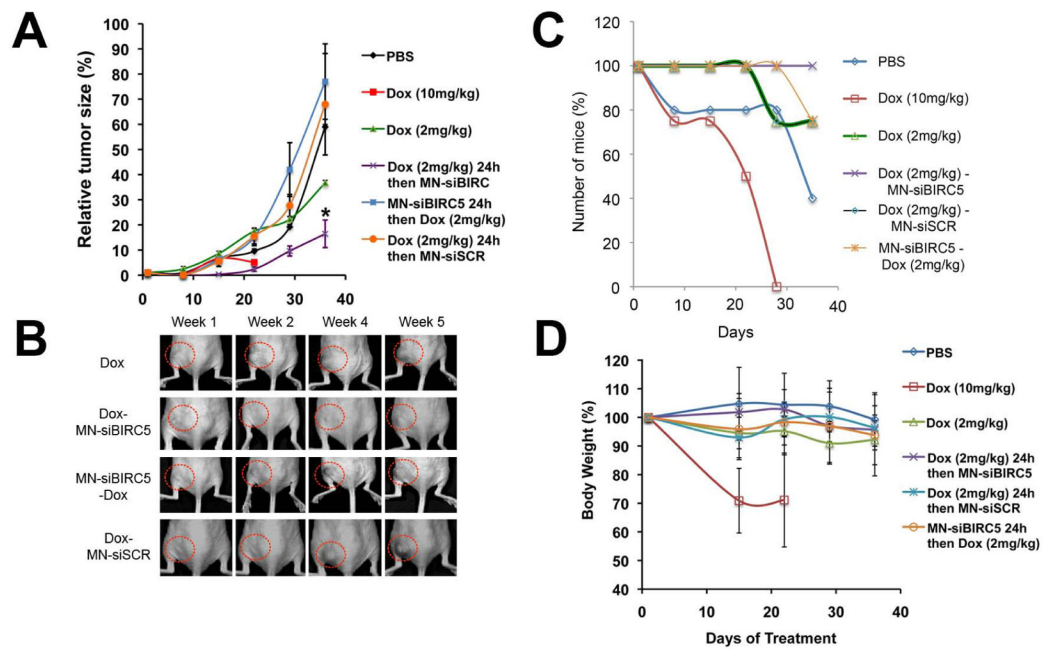 A
Relative tumor size (%)
100
90
80
70
60
50
40
30
20
10
0
0
10
20
30
40
*
PBS
Dox (10mg/kg)
Dox (2mg/kg)
Dox (2mg/kg) 24h
then MN-siBIRC
MN-siBIRC5 24h
then Dox (2mg/kg)
Dox (2mg/kg) 24h
then MN-siSCR
B
Week 1
Week 2
Week 4
Week 5
Dox
Dox-
MN-siBIRC5
MN-siBIRC5
-Dox
Dox-
MN-siSCR
C
Number of mice (%)
120
100
80
60
40
20
0
0
10
20
30
40
Days
PBS
Dox (10mg/kg)
Dox (2mg/kg)
Dox (2mg/kg) -
MN-siBIRC5
Dox (2mg/kg) -
MN-siSCR
MN-siBIRC5 -
Dox (2mg/kg)
D
Body Weight (%)
120
110
100
90
80
70
60
50
40
0
10
20
30
40
Days of Treatment
PBS
Dox (10mg/kg)
Dox (2mg/kg)
Dox (2mg/kg) 24h
then MN-siBIRC5
Dox (2mg/kg) 24h
then MN-siSCR
MN-siBIRC5 24h
then Dox (2mg/kg)